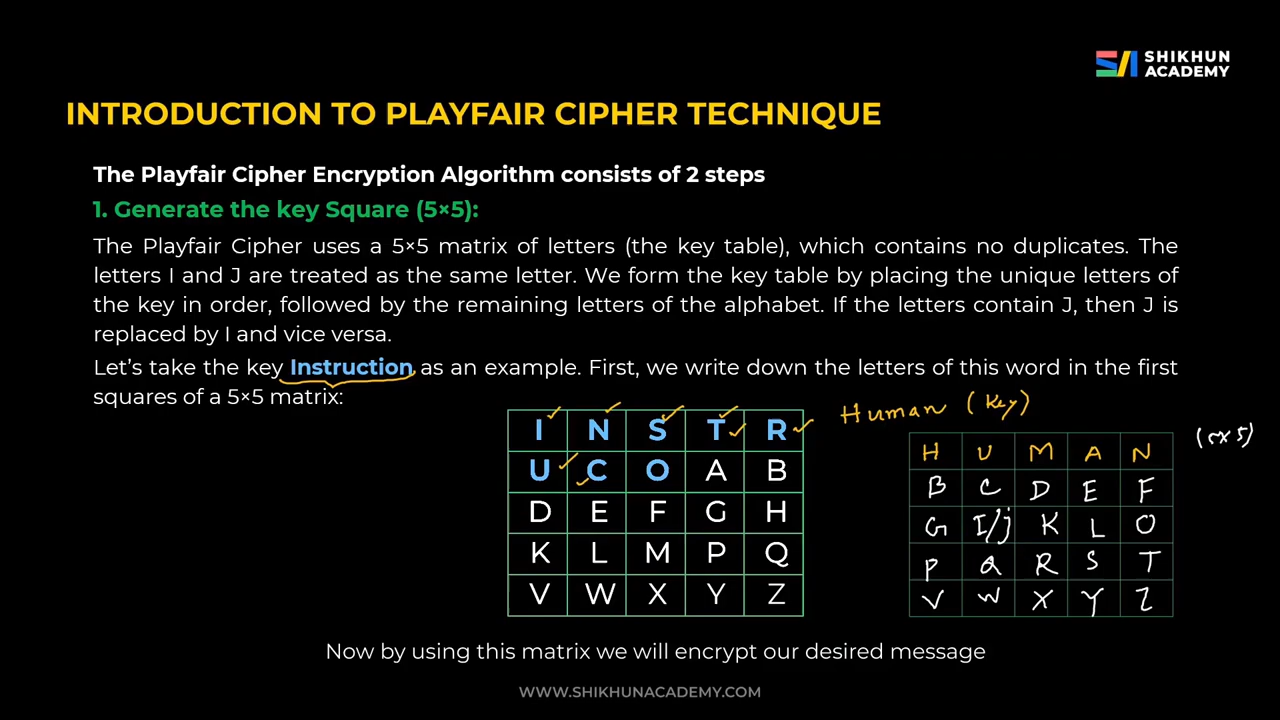 SHIKHUN
ACADEMY
INTRODUCTION TO PLAYFAIR CIPHER TECHNIQUE
The Playfair Cipher Encryption Algorithm consists of 2 steps
1. Generate the key Square (5×5):
The Playfair Cipher uses a 5×5 matrix of letters (the key table), which contains no duplicates. The
letters I and J are treated as the same letter. We form the key table by placing the unique letters of
the key in order, followed by the remaining letters of the alphabet. If the letters contain J, then J is
replaced by I and vice versa.
Let's take the key Instruction as an example. First, we write down the letters of this word in the first
squares of a 5×5 matrix:
I N S T R
U C O A B
D E F G H
K L M P Q
V W X Y Z
Human (Key)
(5x5)
H U M A N
B C D E F
G I/j K L O
P Q R S T
V W X Y Z
Now by using this matrix we will encrypt our desired message
WWW.SHIKHUNACADEMY.COM